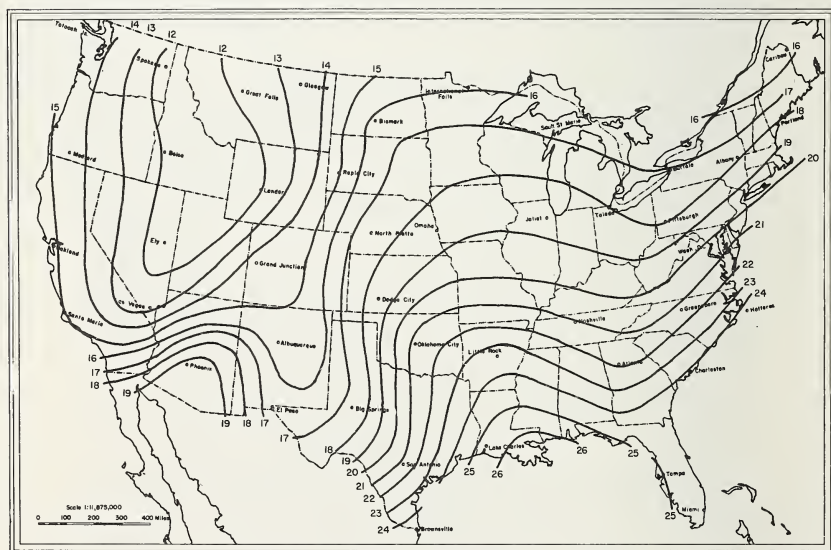 14 13 12
Tatoosh
Spokane
12 13 14 15
Great Falls
Glasgow
International Falls
16
Caribou
16
17
18
16
15
Bismark
Sault St Marie
Portland
Medford
Boise
Rapid City
Buffalo
Albany
19
20
Lander
Ely
Omaha
North Platte
Joliet
Toledo
Pittsburgh
21
Oakland
Grand Junction
Wash D.C.
22
Las Vegas
Dodge City
Greensboro
23
24
Hatteras
Santa Maria
Nashville
Albuquerque
Oklahoma City
Little Rock
16
17
18
19
Phoenix
Atlanta
Charleston
19 18 17
El Paso
Big Springs
17
18
19
20
21
22
23
24
San Antonio
Lake Charles
25 26
26 25
Tampa
25
Miami
Brownsville
Scale 1:11,875,000
0 100 200 300 400 Miles